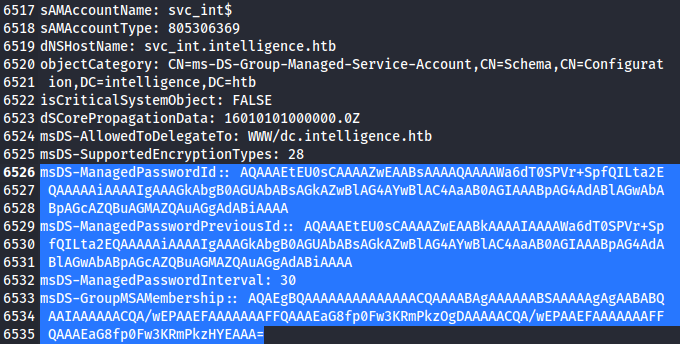 6517 sAMAccountName: svc_int$
6518 sAMAccountType: 805306369
6519 dNSHostName: svc_int.intelligence.htb
6520 objectCategory: CN=ms-DS-Group-Managed-Service-Account,CN=Schema,CN=Configurat
6521  ion,DC=intelligence,DC=htb
6522 isCriticalSystemObject: FALSE
6523 dSCorePropagationData: 16010101000000.0Z
6524 msDS-AllowedToDelegateTo: WWW/dc.intelligence.htb
6525 msDS-SupportedEncryptionTypes: 28
6526 msDS-ManagedPasswordId:: AQAAAEtEU0sCAAAAZwEAABsAAAAQAAAAWa6dT0SPVr+SpfQILta2E
6527  QAAAAAiAAAAIgAAAGkAbgB0AGUAbABsAGkAZwBlAG4AYwBlAC4AaAB0AGIAAABpAG4AdABlAGwAbA
6528  BpAGcAZQBuAGMAZQAuAGgAdABiAAAA
6529 msDS-ManagedPasswordPreviousId:: AQAAAEtEU0sCAAAAZwEAABkAAAAIAAAAWa6dT0SPVr+Sp
6530  fQILta2EQAAAAAiAAAAIgAAAGkAbgB0AGUAbABsAGkAZwBlAG4AYwBlAC4AaAB0AGIAAABpAG4AdA
6531  BlAGwAbABpAGcAZQBuAGMAZQAuAGgAdABiAAAA
6532 msDS-ManagedPasswordInterval: 30
6533 msDS-GroupMSAMembership:: AQAEgBQAAAAAAAAAAAAAAAAACQAAAABAgAAAAAABSAAAAAgAgAABABQ
6534  AAIAAAAAACQA/wEPAAEFAAAAAAAFFQAAAEaG8fp0Fw3KRmPkzOgDAAAAACQA/wEPAAEFAAAAAAAFF
6535  QAAAEaG8fp0Fw3KRmPkzHYEAAA=